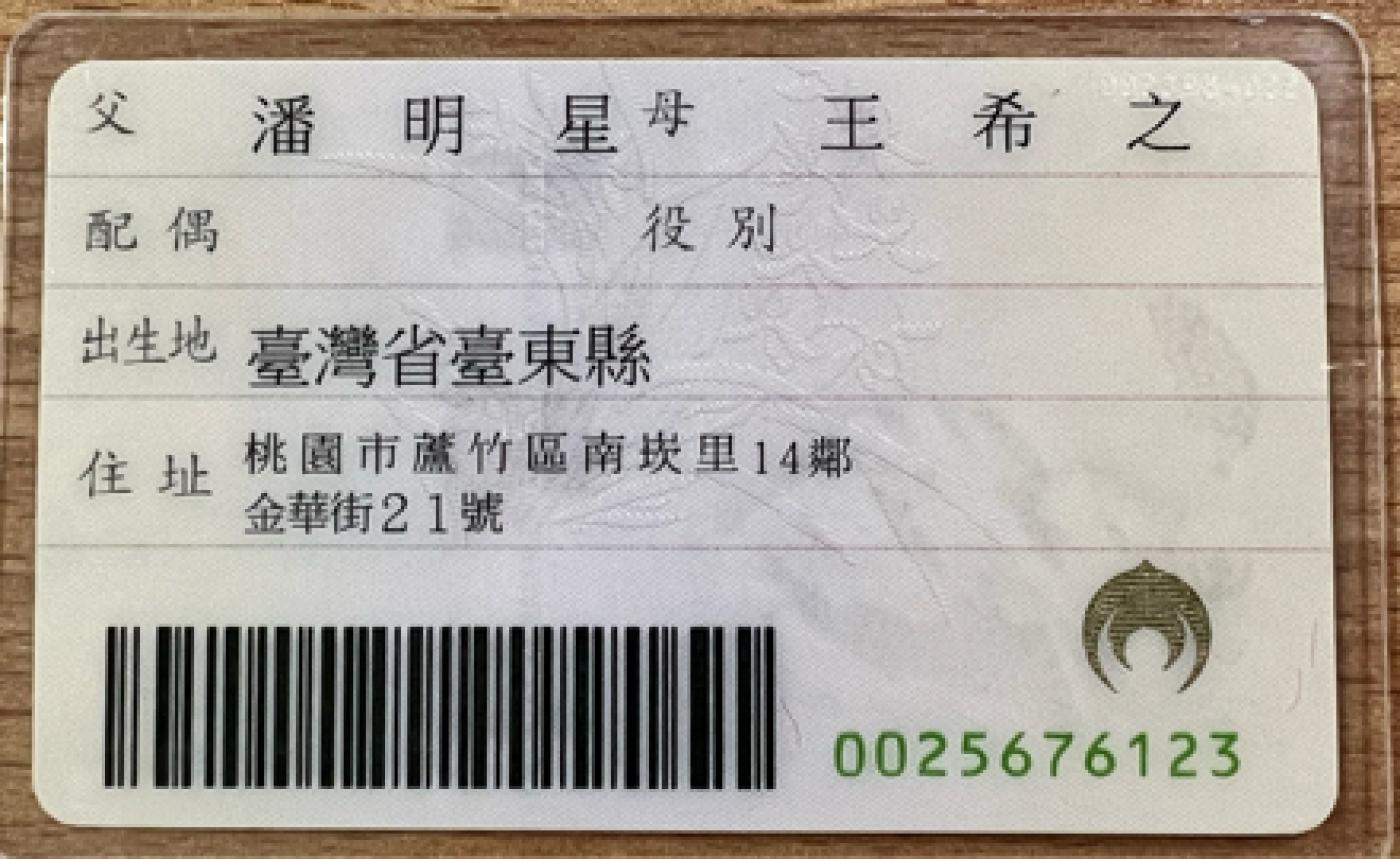 父 潘明星 母 王希之
配偶 役別
出生地 臺灣省臺東縣
住址 桃園市蘆竹區南崁里14鄰
金華街21號
0025676123